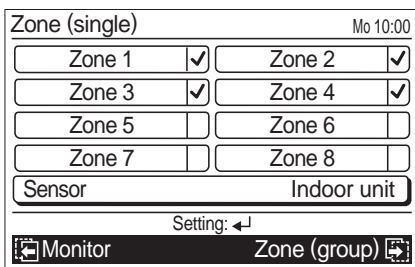 Zone (single) Mo 10:00
Zone 1 Zone 2
Zone 3 Zone 4
Zone 5 Zone 6
Zone 7 Zone 8
Sensor Indoor unit
Setting:
Monitor Zone (group)